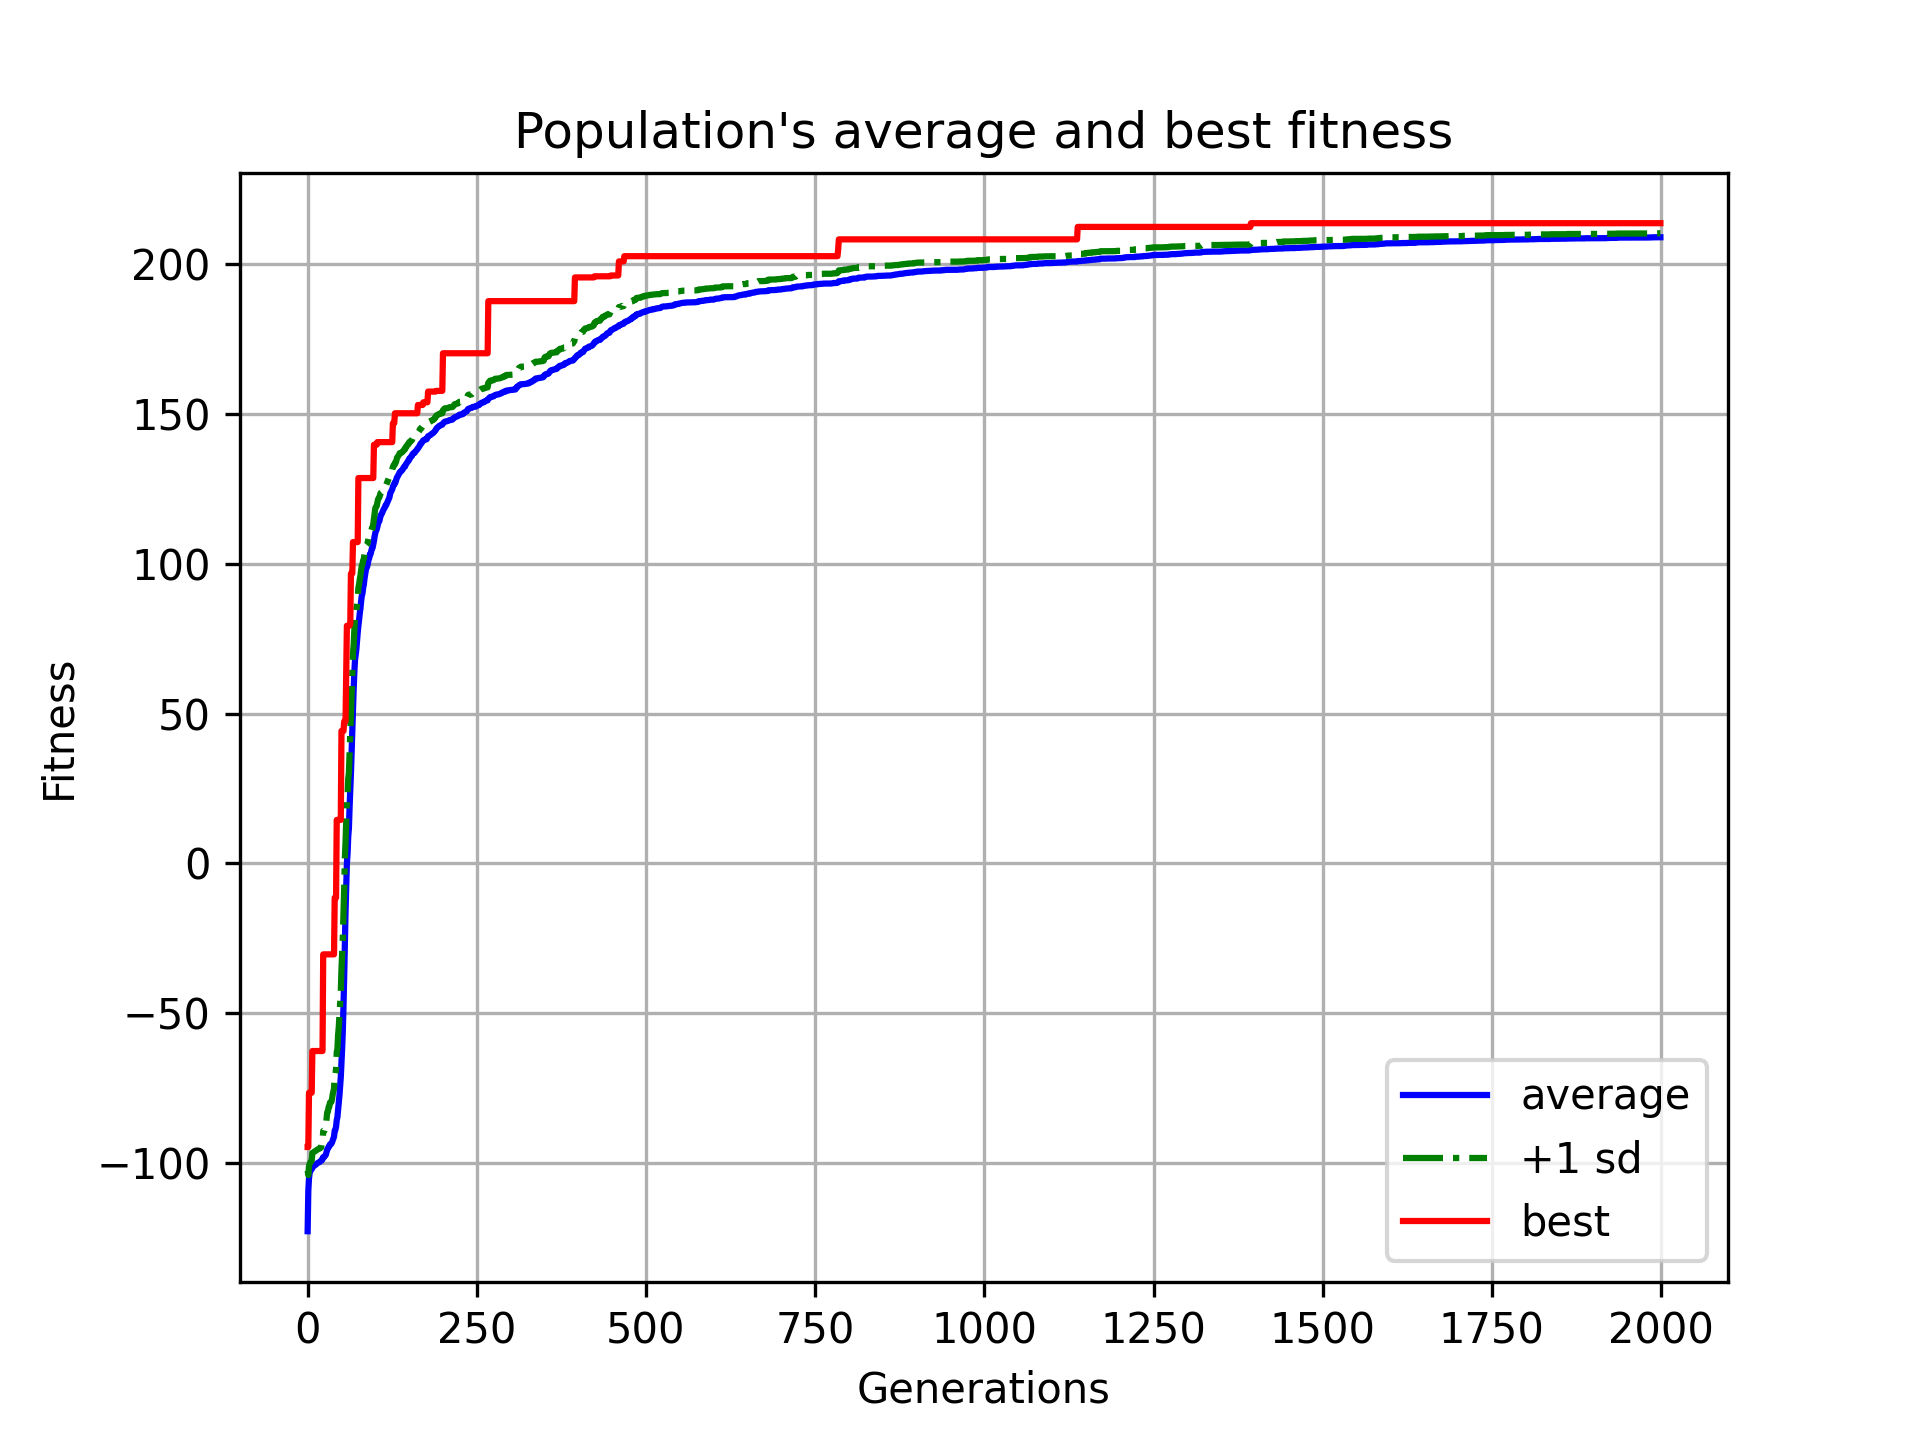 Population's average and best fitness
200
150
100
50
0
−50
−100
Fitness
average
+1 sd
best
0 250 500 750 1000 1250 1500 1750 2000
Generations